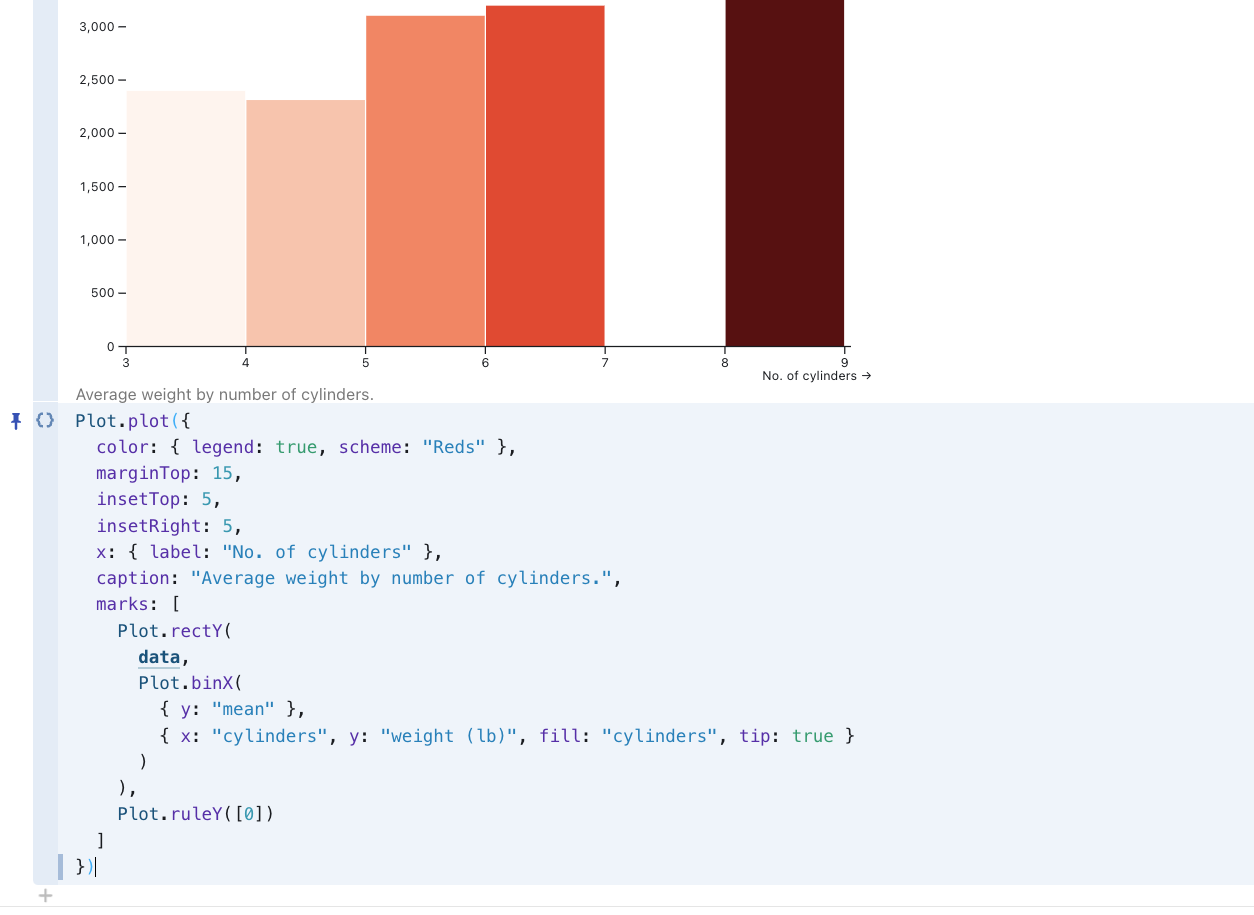 3,000
2,500
2,000
1,500
1,000
500
0
3 4 5 6 7 8 9
No. of cylinders →
Average weight by number of cylinders.
Plot.plot({
  color: { legend: true, scheme: "Reds" },
  marginTop: 15,
  insetTop: 5,
  insetRight: 5,
  x: { label: "No. of cylinders" },
  caption: "Average weight by number of cylinders.",
  marks: [
    Plot.rectY(
      data,
      Plot.binX(
        { y: "mean" },
        { x: "cylinders", y: "weight (lb)", fill: "cylinders", tip: true }
      )
    ),
    Plot.ruleY([0])
  ]
})